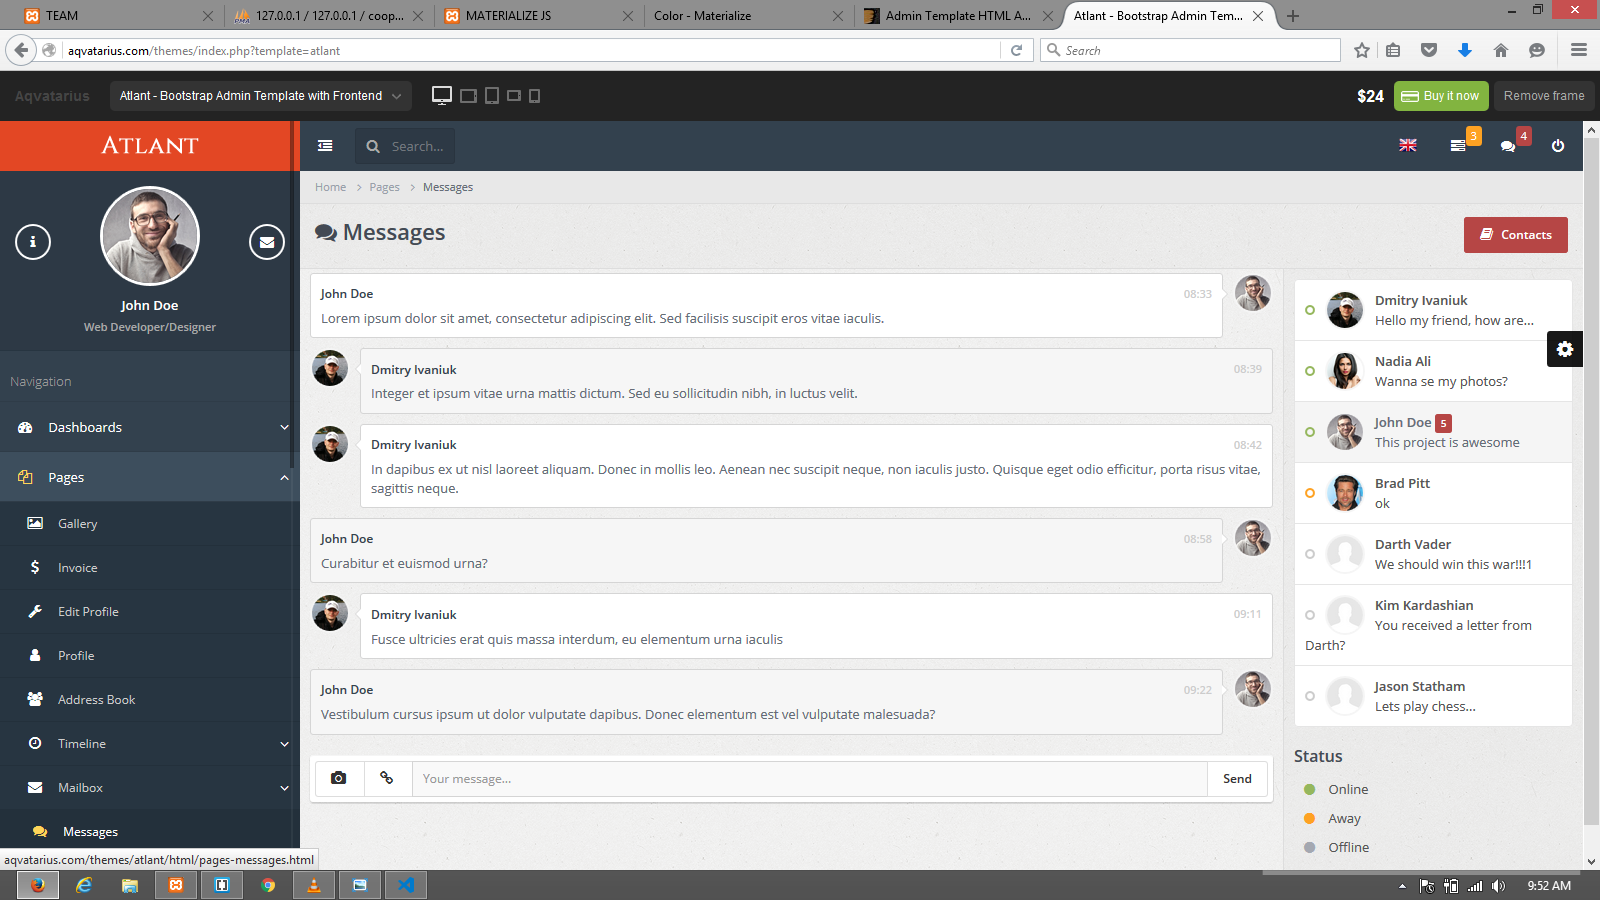 TEAM
127.0.0.1 / 127.0.0.1 / coop...
MATERIALIZE JS
Color - Materialize
Admin Template HTML A...
Atlant - Bootstrap Admin Tem...
aqvatarius.com/themes/index.php?template=atlant
Search
Aqvatarius
Atlant - Bootstrap Admin Template with Frontend
$24
Buy it now
Remove frame
ATLANT
Search...
3
4
Home
Pages
Messages
Messages
Contacts
John Doe
Web Developer/Designer
Navigation
Dashboards
Pages
Gallery
Invoice
Edit Profile
Profile
Address Book
Timeline
Mailbox
Messages
John Doe
08:33
Lorem ipsum dolor sit amet, consectetur adipiscing elit. Sed facilisis suscipit eros vitae iaculis.
Dmitry Ivaniuk
08:39
Integer et ipsum vitae urna mattis dictum. Sed eu sollicitudin nibh, in luctus velit.
Dmitry Ivaniuk
08:42
In dapibus ex ut nisl laoreet aliquam. Donec in mollis leo. Aenean nec suscipit neque, non iaculis justo. Quisque eget odio efficitur, porta risus vitae,
sagittis neque.
John Doe
08:58
Curabitur et euismod urna?
Dmitry Ivaniuk
09:11
Fusce ultricies erat quis massa interdum, eu elementum urna iaculis
John Doe
09:22
Vestibulum cursus ipsum ut dolor vulputate dapibus. Donec elementum est vel vulputate malesuada?
Your message...
Send
Dmitry Ivaniuk
Hello my friend, how are...
Nadia Ali
Wanna se my photos?
John Doe 5
This project is awesome
Brad Pitt
ok
Darth Vader
We should win this war!!!1
Kim Kardashian
You received a letter from
Darth?
Jason Statham
Lets play chess...
Status
Online
Away
Offline
aqvatarius.com/themes/atlant/html/pages-messages.html
9:52 AM